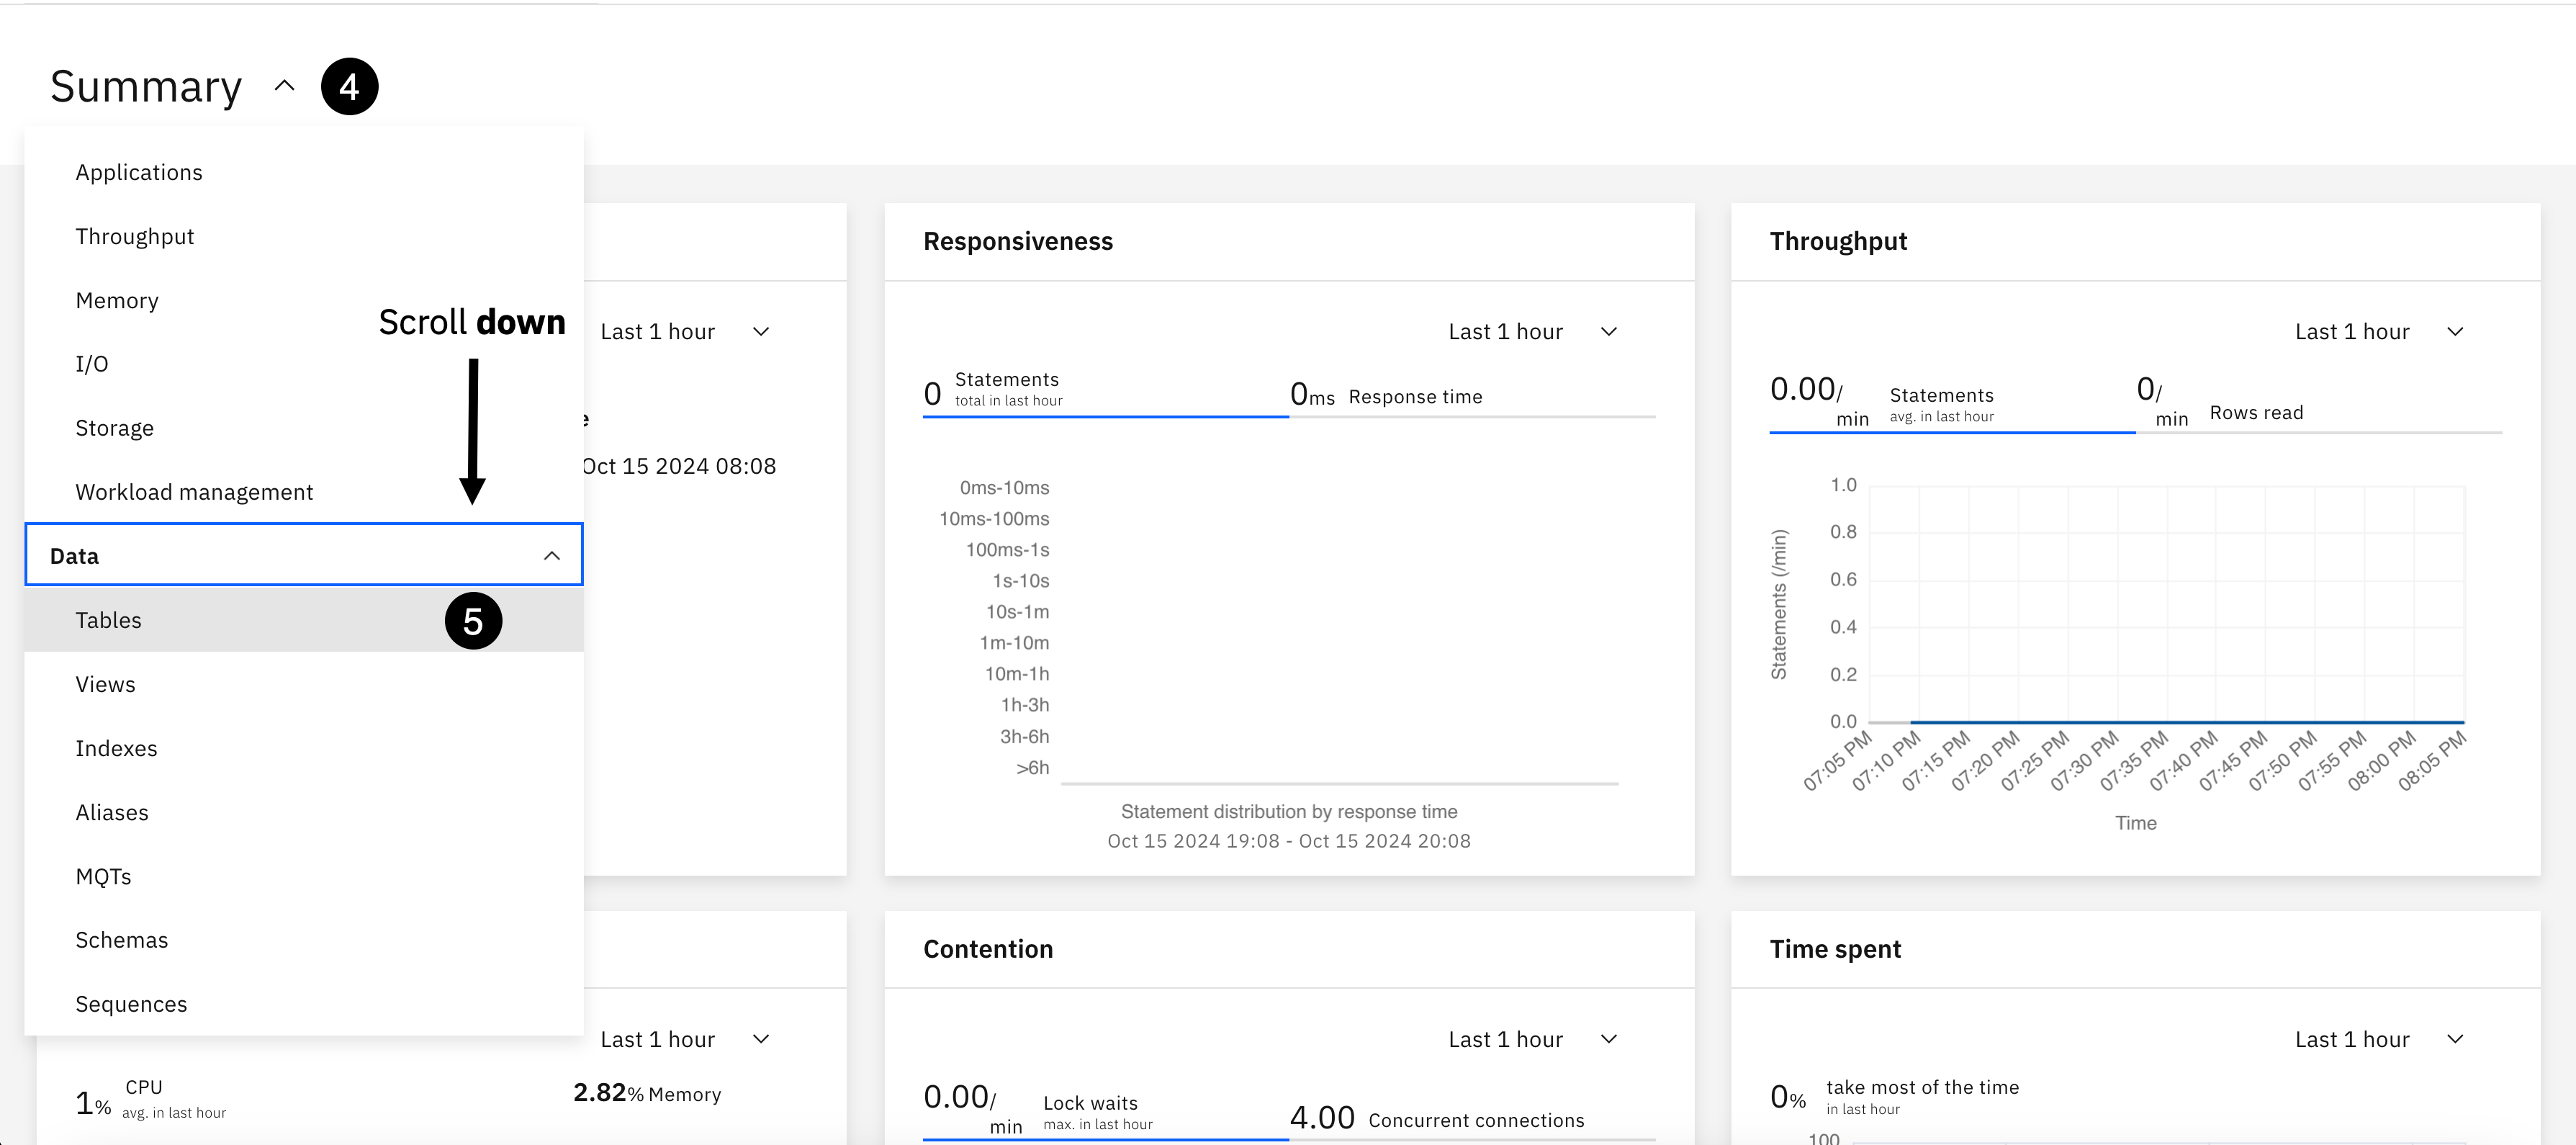 Summary
4
Applications
Throughput
Memory
I/O
Storage
Workload management
Scroll down
Data
Tables
5
Views
Indexes
Aliases
MQTs
Schemas
Sequences
Last 1 hour
e
Oct 15 2024 08:08
Responsiveness
Last 1 hour
0 Statements
total in last hour
0ms Response time
0ms-10ms
10ms-100ms
100ms-1s
1s-10s
10s-1m
1m-10m
10m-1h
1h-3h
3h-6h
>6h
Statement distribution by response time
Oct 15 2024 19:08 - Oct 15 2024 20:08
Throughput
Last 1 hour
0.00/min Statements
avg. in last hour
0/min Rows read
Statements (/min)
1.0
0.8
0.6
0.4
0.2
0.0
07:05 PM
07:10 PM
07:15 PM
07:20 PM
07:25 PM
07:30 PM
07:35 PM
07:40 PM
07:45 PM
07:50 PM
07:55 PM
08:00 PM
08:05 PM
Time
Last 1 hour
1% CPU
avg. in last hour
2.82% Memory
Contention
Last 1 hour
0.00/min Lock waits
max. in last hour
4.00 Concurrent connections
Time spent
Last 1 hour
0% take most of the time
in last hour
100